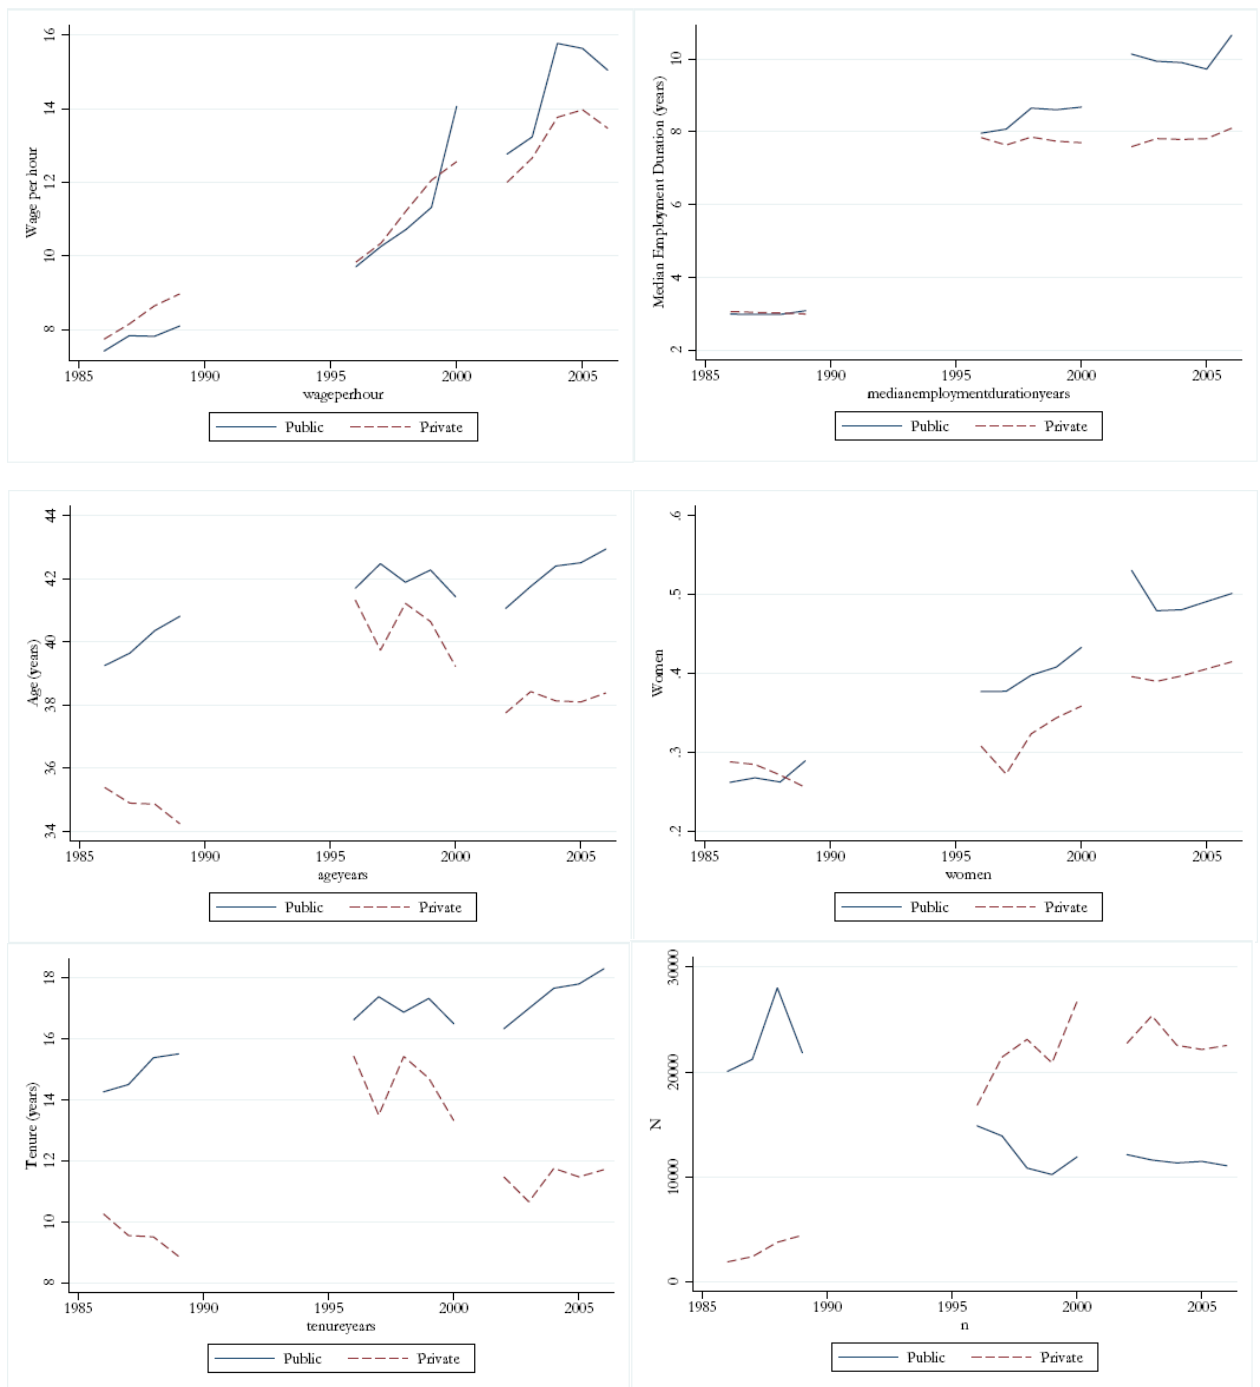 Wage per hour
16
14
12
10
8
1985 1990 1995 2000 2005
wageperhour
Public Private
Median Employment Duration (years)
10
8
6
4
2
1985 1990 1995 2000 2005
medianemploymentdurationyears
Public Private
Age (years)
44
42
40
38
36
34
1985 1990 1995 2000 2005
ageyears
Public Private
Women
.6
.5
.4
.3
.2
1985 1990 1995 2000 2005
women
Public Private
Tenure (years)
18
16
14
12
10
8
1985 1990 1995 2000 2005
tenureyears
Public Private
N
30000
20000
10000
0
1985 1990 1995 2000 2005
n
Public Private